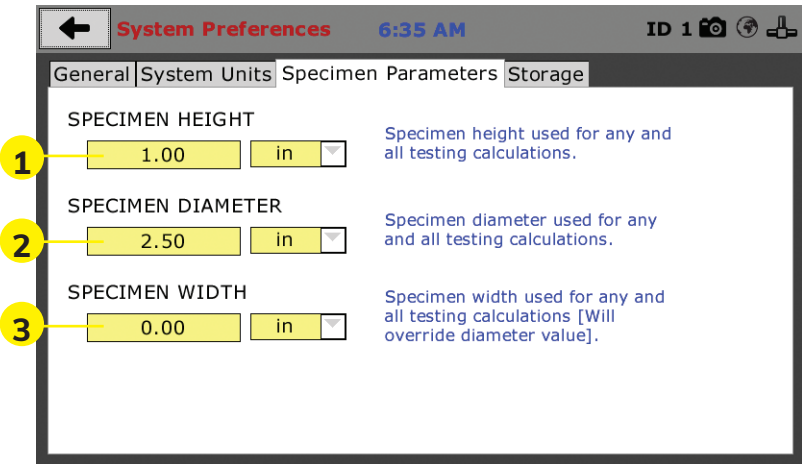 System Preferences 6:35 AM ID 1
General System Units Specimen Parameters Storage
SPECIMEN HEIGHT
1 1.00 in
Specimen height used for any and
all testing calculations.
SPECIMEN DIAMETER
2 2.50 in
Specimen diameter used for any
and all testing calculations.
SPECIMEN WIDTH
3 0.00 in
Specimen width used for any and
all testing calculations [Will
override diameter value].